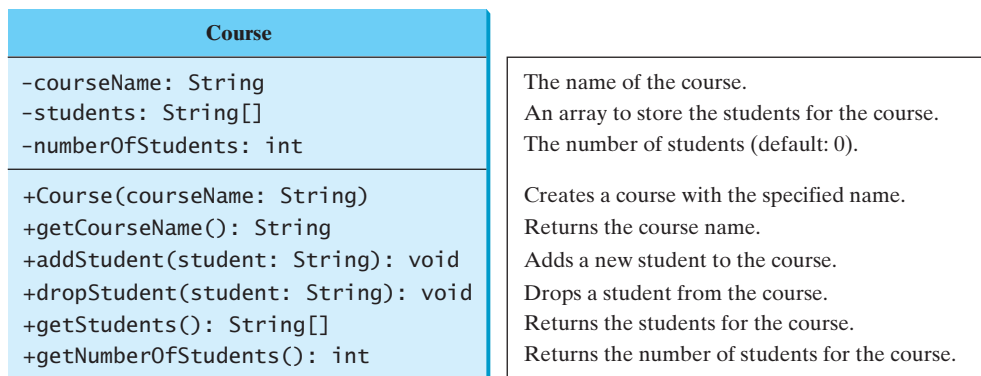 Course
-courseName: String
The name of the course.
-students: String[]
An array to store the students for the course.
-numberOfStudents: int
The number of students (default: 0).
+Course(courseName: String)
Creates a course with the specified name.
+getCourseName(): String
Returns the course name.
+addStudent(student: String): void
Adds a new student to the course.
+dropStudent(student: String): void
Drops a student from the course.
+getStudents(): String[]
Returns the students for the course.
+getNumberOfStudents(): int
Returns the number of students for the course.